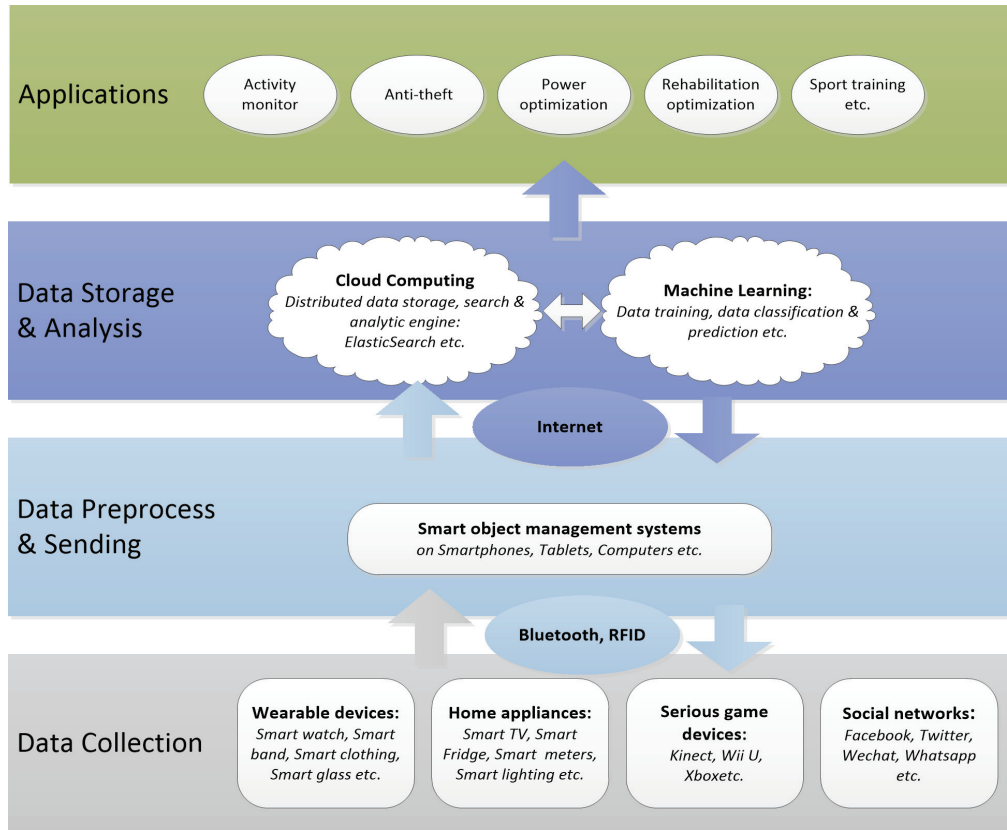 Applications
Activity
monitor
Anti-theft
Power
optimization
Rehabilitation
optimization
Sport training
etc.
Data Storage
& Analysis
Cloud Computing
Distributed data storage, search &
analytic engine:
ElasticSearch etc.
Machine Learning:
Data training, data classification &
prediction etc.
Internet
Data Preprocess
& Sending
Smart object management systems
on Smartphones, Tablets, Computers etc.
Bluetooth, RFID
Data Collection
Wearable devices:
Smart watch, Smart
band, Smart clothing,
Smart glass etc.
Home appliances:
Smart TV, Smart
Fridge, Smart meters,
Smart lighting etc.
Serious game
devices:
Kinect, Wii U,
Xboxetc.
Social networks:
Facebook, Twitter,
Wechat, Whatsapp
etc.